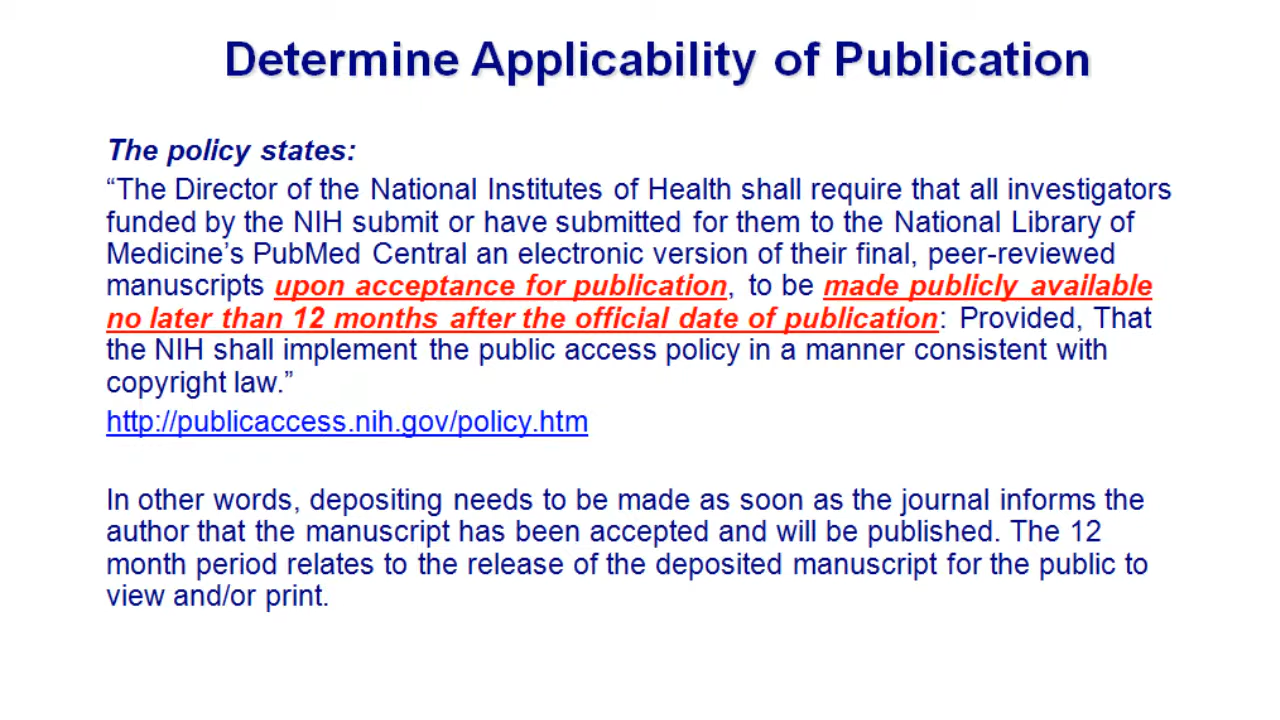 Determine Applicability of Publication
The policy states:
“The Director of the National Institutes of Health shall require that all investigators
funded by the NIH submit or have submitted for them to the National Library of
Medicine’s PubMed Central an electronic version of their final, peer-reviewed
manuscripts upon acceptance for publication, to be made publicly available
no later than 12 months after the official date of publication: Provided, That
the NIH shall implement the public access policy in a manner consistent with
copyright law.”
http://publicaccess.nih.gov/policy.htm
In other words, depositing needs to be made as soon as the journal informs the
author that the manuscript has been accepted and will be published. The 12
month period relates to the release of the deposited manuscript for the public to
view and/or print.